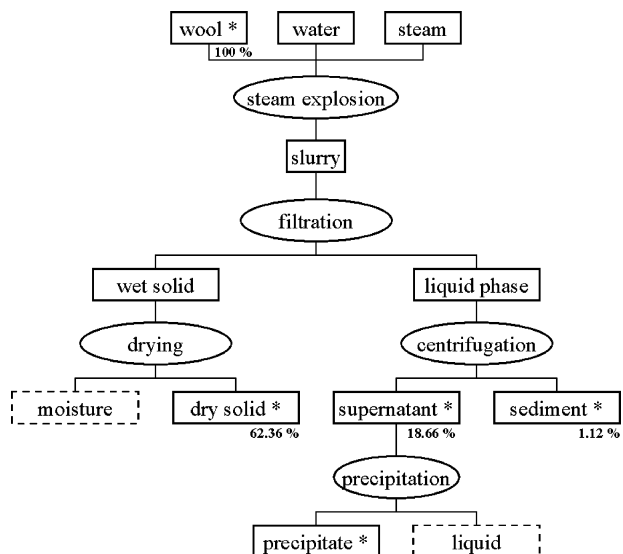 wool *
water
steam
100 %
steam explosion
slurry
filtration
wet solid
liquid phase
drying
centrifugation
moisture
dry solid *
supernatant *
sediment *
62.36 %
18.66 %
1.12 %
precipitation
precipitate *
liquid